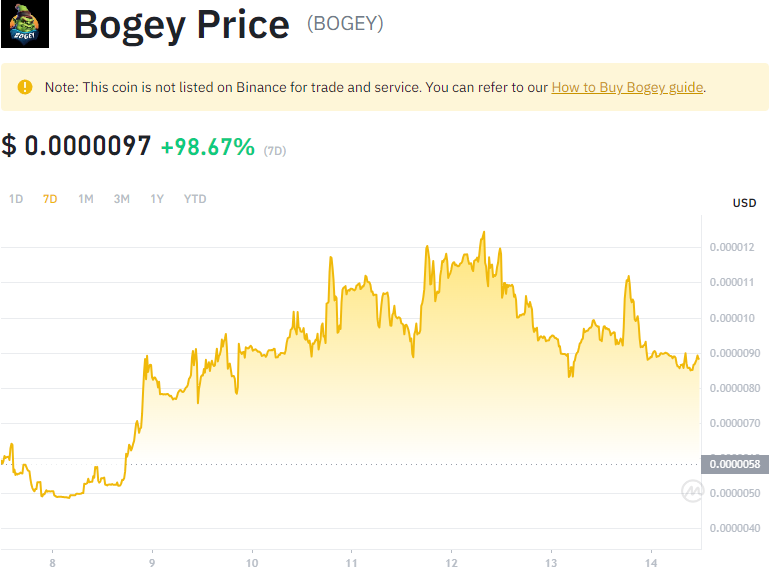 BOGEY
Bogey Price (BOGEY)
Note: This coin is not listed on Binance for trade and service. You can refer to our How to Buy Bogey guide.
$ 0.0000097 +98.67% (7D)
1D 7D 1M 3M 1Y YTD
USD
0.000012
0.000011
0.000010
0.0000090
0.0000080
0.0000070
0.0000058
0.0000050
0.0000040
8 9 10 11 12 13 14